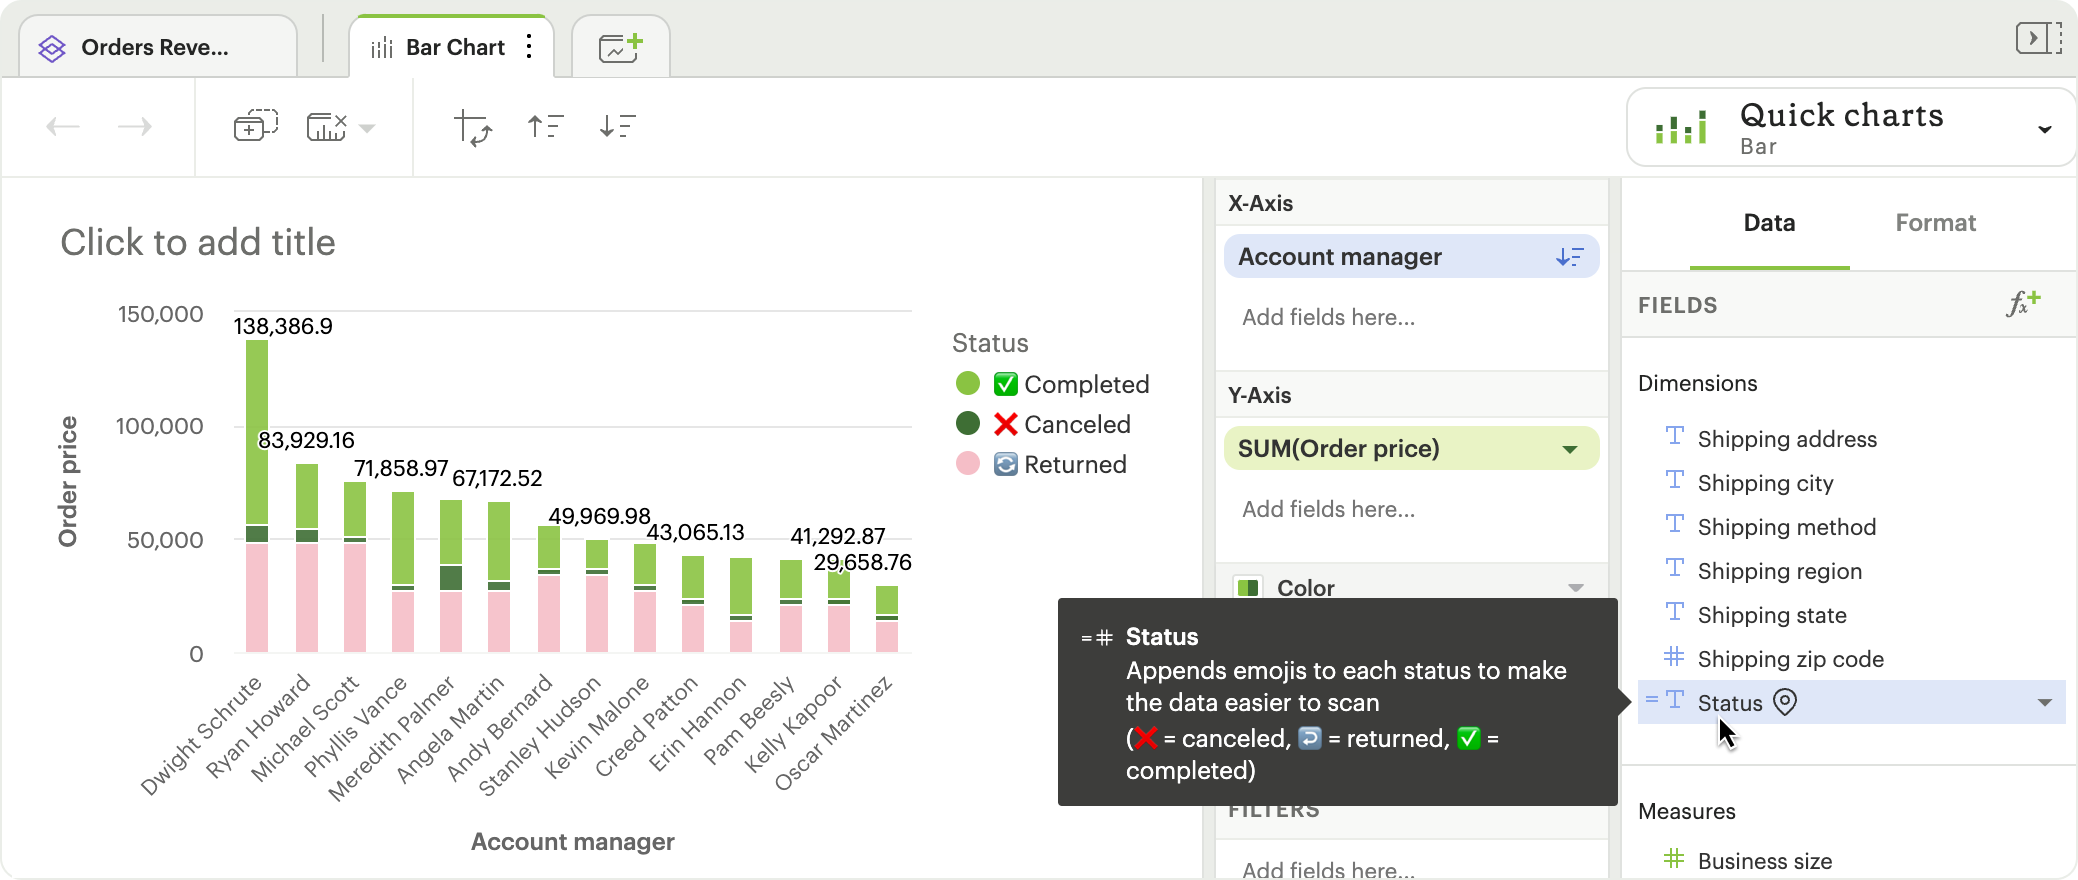 Orders Reve...
Bar Chart
Quick charts
Bar
Click to add title
150,000
100,000
50,000
0
Order price
138,386.9
83,929.16
71,858.97
67,172.52
49,969.98
43,065.13
41,292.87
29,658.76
Dwight Schrute
Ryan Howard
Michael Scott
Phyllis Vance
Meredith Palmer
Angela Martin
Andy Bernard
Stanley Hudson
Kevin Malone
Creed Patton
Erin Hannon
Pam Beesly
Kelly Kapoor
Oscar Martinez
Account manager
Status
✅ Completed
❌ Canceled
🔄 Returned
X-Axis
Account manager
Add fields here...
Y-Axis
SUM(Order price)
Add fields here...
Color
=# Status
Appends emojis to each status to make
the data easier to scan
(❌ = canceled, ↩️ = returned, ✅ =
completed)
FILTERS
Add fields here...
Data
Format
FIELDS
fx+
Dimensions
T Shipping address
T Shipping city
T Shipping method
T Shipping region
T Shipping state
# Shipping zip code
=T Status
Measures
# Business size